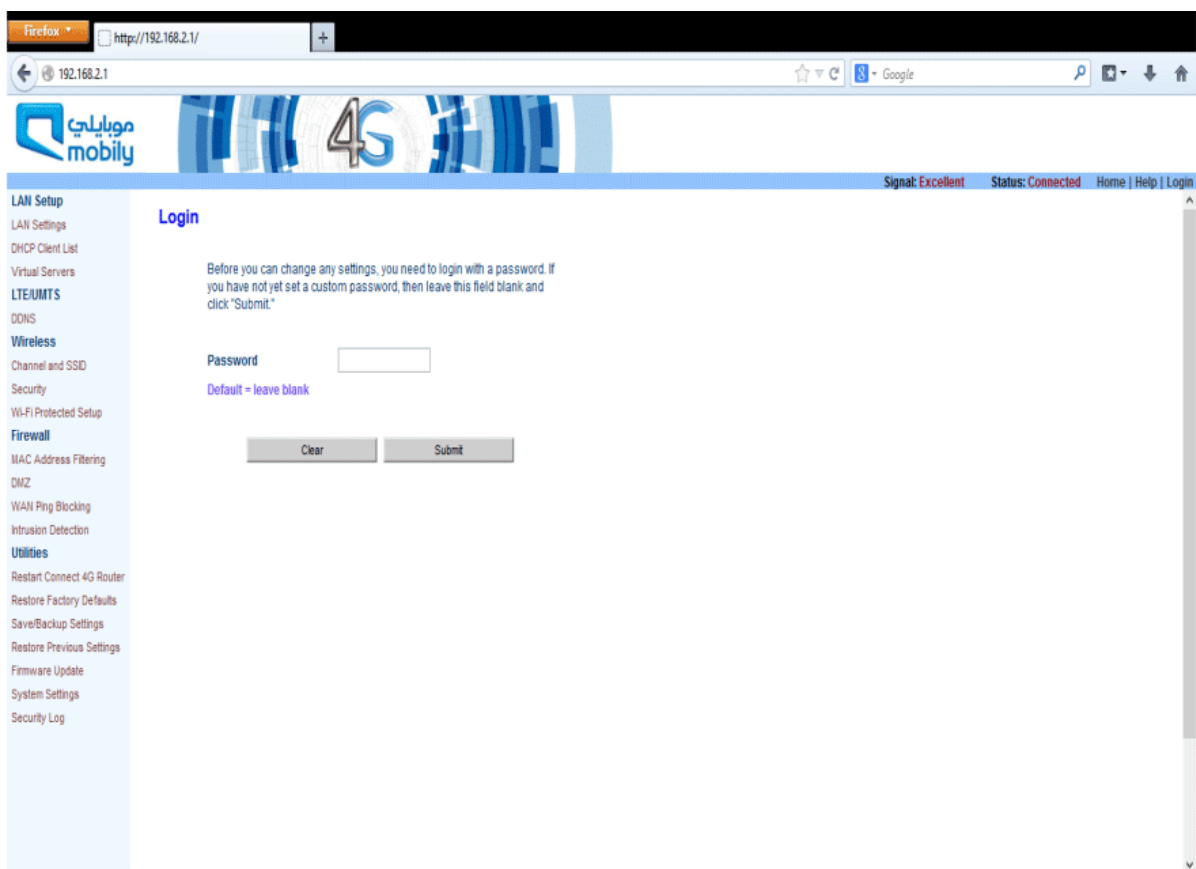 Firefox
http://192.168.2.1/
192.168.2.1
Google
موبايلي
mobily
4G
Signal: Excellent Status: Connected Home | Help | Login
LAN Setup
LAN Settings
DHCP Client List
Virtual Servers
LTE/UMTS
DDNS
Wireless
Channel and SSID
Security
Wi-Fi Protected Setup
Firewall
MAC Address Filtering
DMZ
WAN Ping Blocking
Intrusion Detection
Utilities
Restart Connect 4G Router
Restore Factory Defaults
Save/Backup Settings
Restore Previous Settings
Firmware Update
System Settings
Security Log
Login
Before you can change any settings, you need to login with a password. If
you have not yet set a custom password, then leave this field blank and
click "Submit."
Password
Default = leave blank
Clear Submit